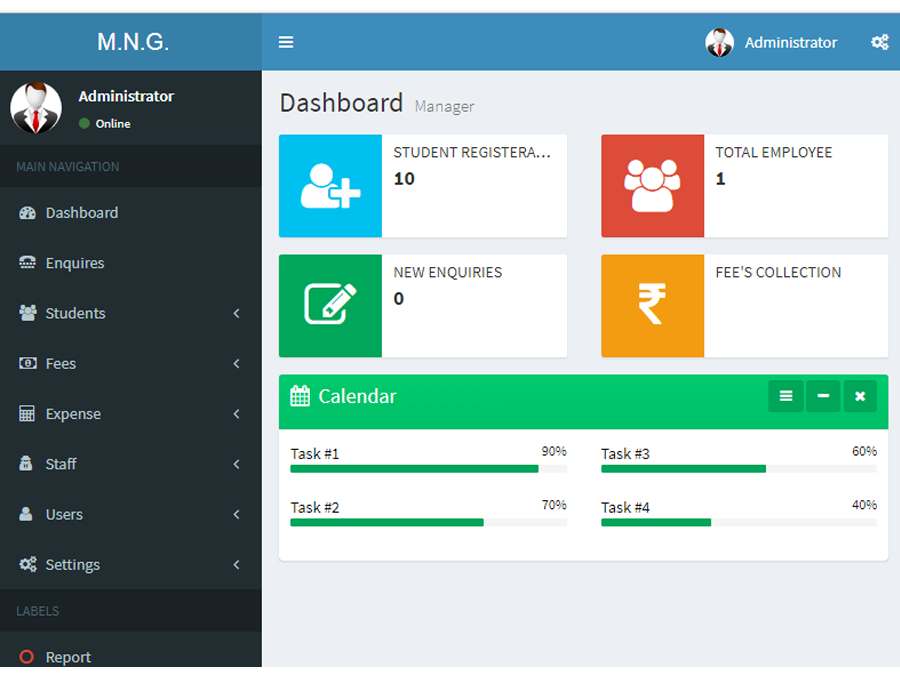 M.N.G.
Administrator
Administrator
Online
MAIN NAVIGATION
Dashboard
Enquires
Students
Fees
Expense
Staff
Users
Settings
LABELS
Report
Dashboard Manager
STUDENT REGISTERA...
10
TOTAL EMPLOYEE
1
NEW ENQUIRIES
0
FEE'S COLLECTION
₹
Calendar
Task #1 90%
Task #3 60%
Task #2 70%
Task #4 40%